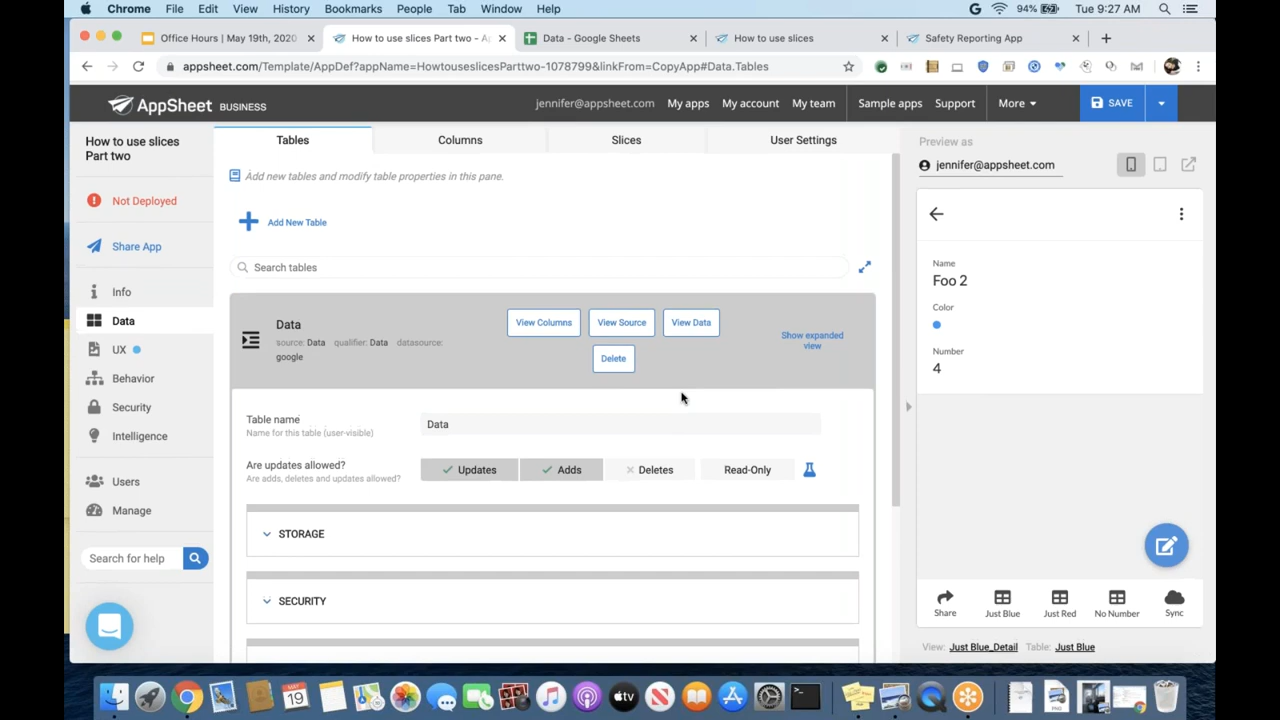 Chrome File Edit View History Bookmarks People Tab Window Help
G 94% Tue 9:27 AM
Office Hours | May 19th, 2020
How to use slices Part two - A
Data - Google Sheets
How to use slices
Safety Reporting App
appsheet.com/Template/AppDef?appName=HowtouseslicesParttwo-1078799&linkFrom=CopyApp#Data.Tables
AppSheet BUSINESS
jennifer@appsheet.com My apps My account My team Sample apps Support More SAVE
How to use slices
Part two
Not Deployed
Share App
Info
Data
UX
Behavior
Security
Intelligence
Users
Manage
Search for help
Tables Columns Slices User Settings
Add new tables and modify table properties in this pane.
Add New Table
Search tables
Data
source: Data qualifier: Data datasource:
google
View Columns View Source View Data
Delete
Show expanded
view
Table name
Name for this table (user-visible)
Data
Are updates allowed?
Are adds, deletes and updates allowed?
Updates Adds Deletes Read-Only
STORAGE
SECURITY
Preview as
jennifer@appsheet.com
Name
Foo 2
Color
Number
4
Share Just Blue Just Red No Number Sync
View: Just Blue_Detail Table: Just Blue
MAY
19
tv